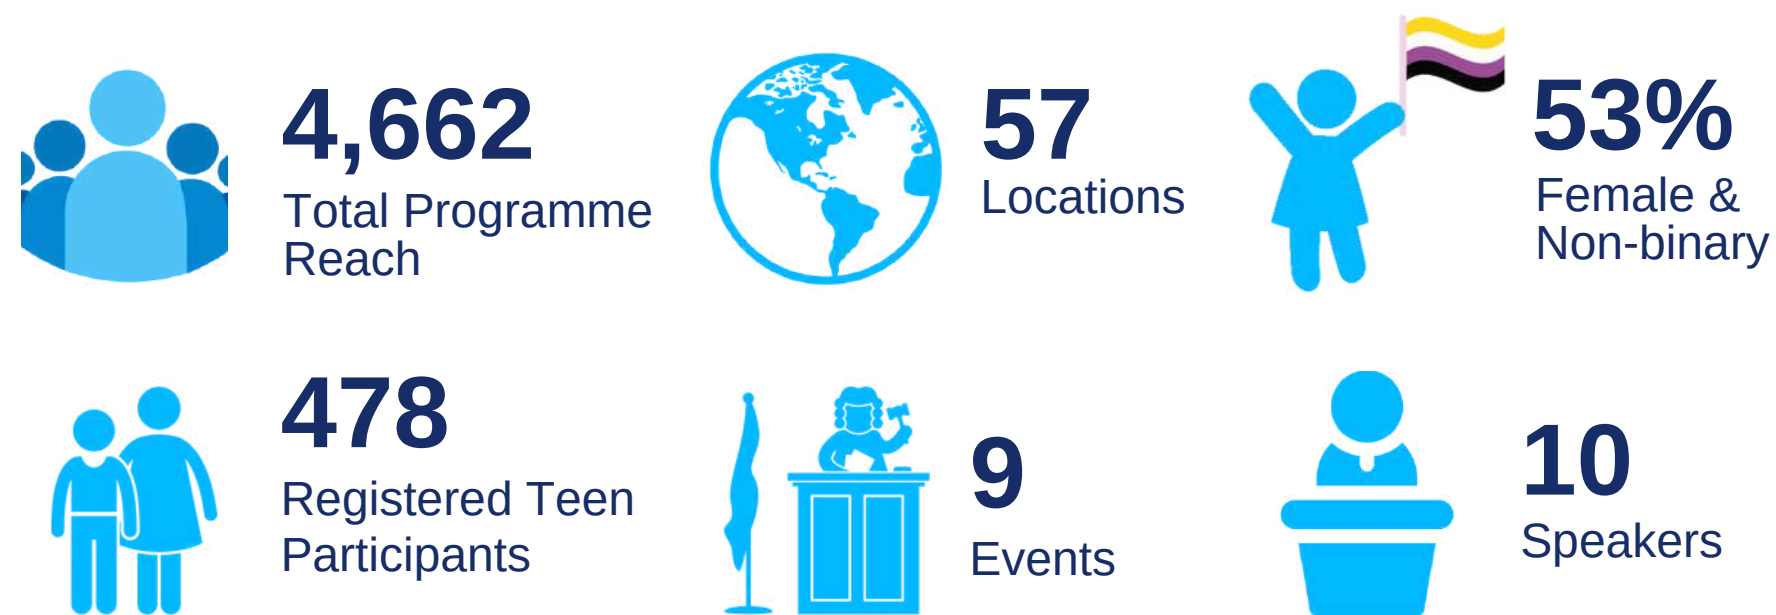 4,662
Total Programme
Reach
57
Locations
53%
Female &
Non-binary
478
Registered Teen
Participants
9
Events
10
Speakers